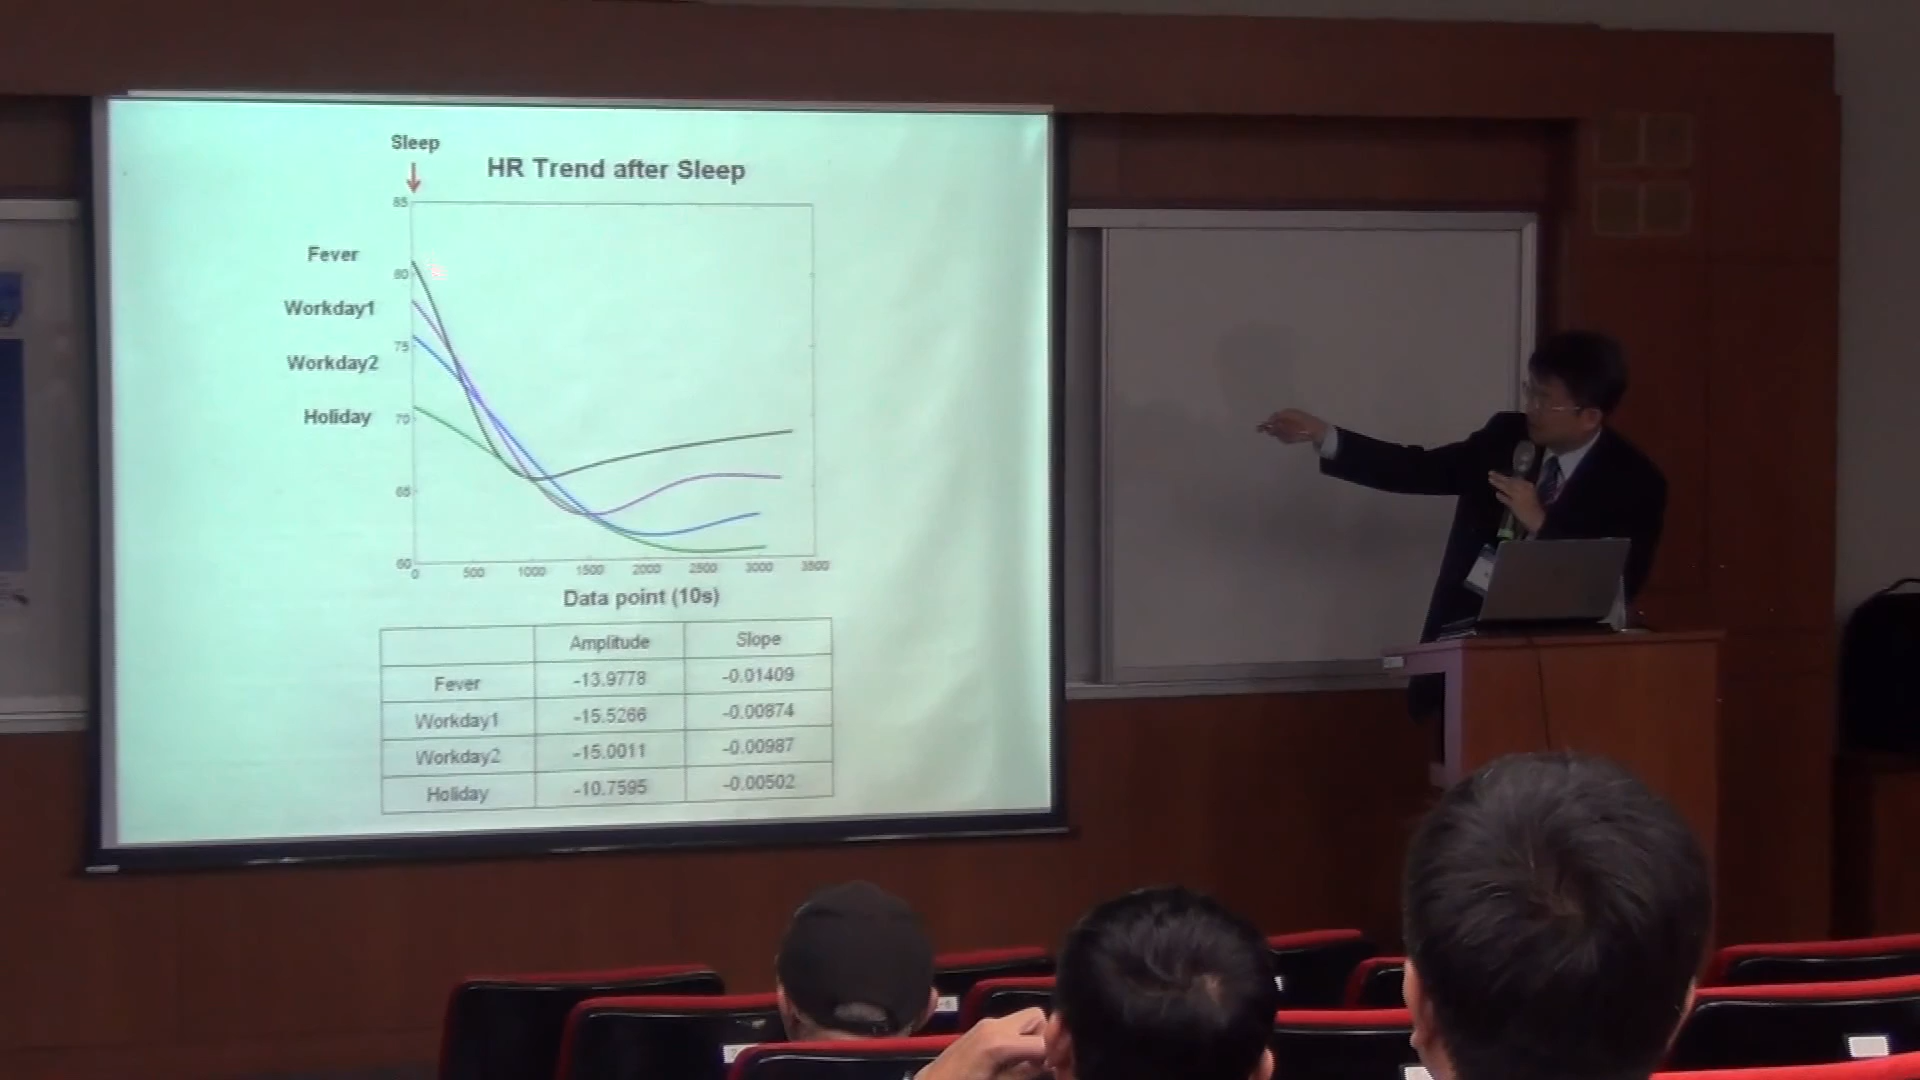 Sleep
HR Trend after Sleep
85
Fever
80
Workday1
75
Workday2
Holiday
70
65
60
0 500 1000 1500 2000 2500 3000 3500
Data point (10s)
Amplitude Slope
Fever -13.9778 -0.01409
Workday1 -15.5266 -0.00874
Workday2 -15.0011 -0.00987
Holiday -10.7595 -0.00502